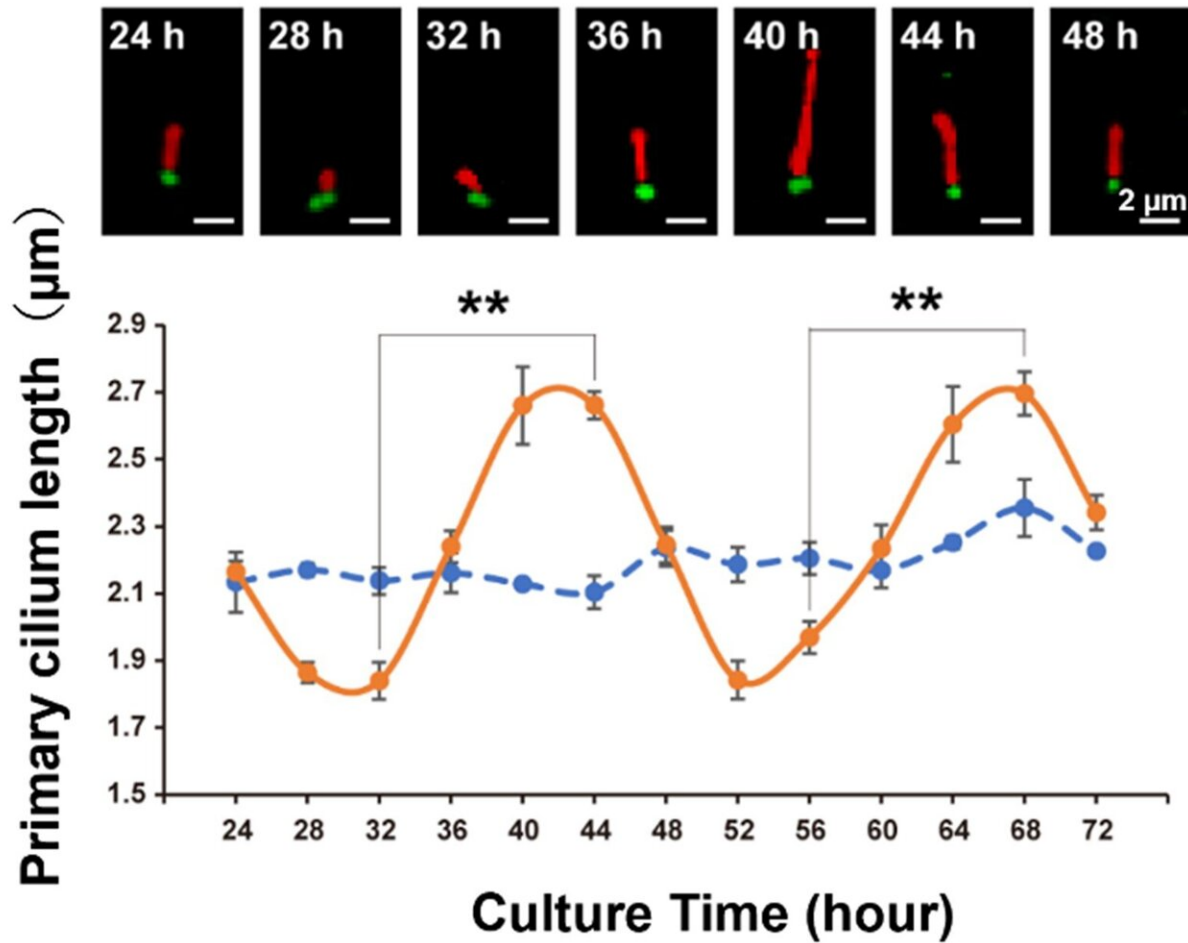 24 h
28 h
32 h
36 h
40 h
44 h
48 h
2 μm
Primary cilium length（μm）
**
**
2.9
2.7
2.5
2.3
2.1
1.9
1.7
1.5
24 28 32 36 40 44 48 52 56 60 64 68 72
Culture Time (hour)